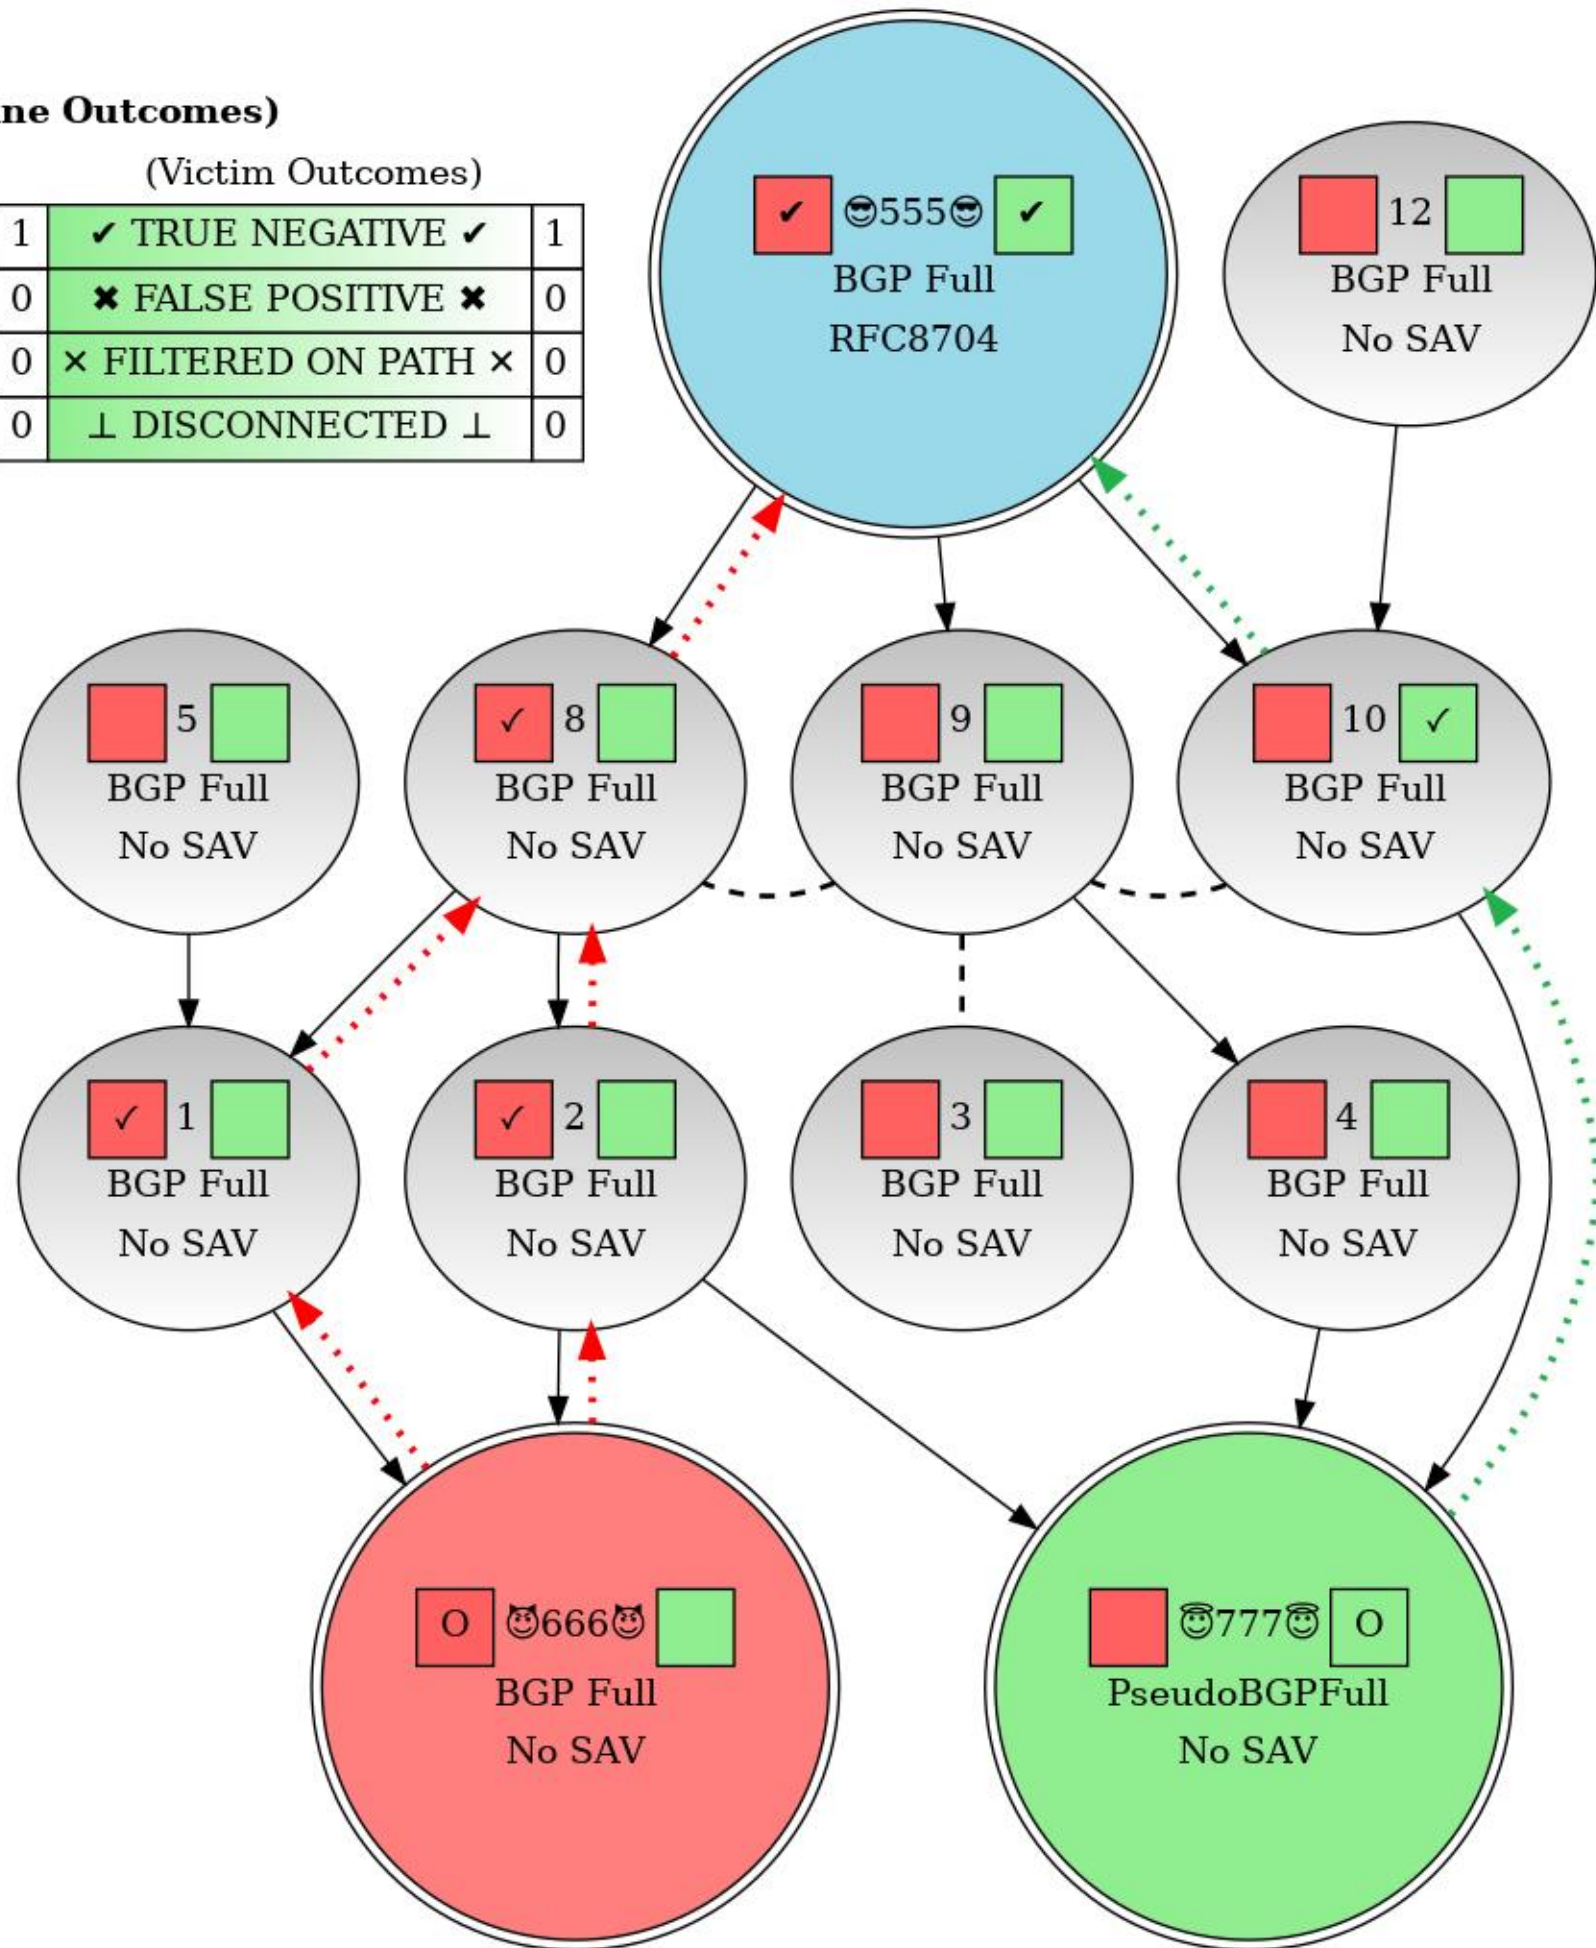 ne Outcomes)
(Victim Outcomes)
1 ✔ TRUE NEGATIVE ✔ 1
0 ✖ FALSE POSITIVE ✖ 0
0 ✕ FILTERED ON PATH ✕ 0
0 ⊥ DISCONNECTED ⊥ 0
✔ 😎555😎 ✔
BGP Full
RFC8704
12
BGP Full
No SAV
5
BGP Full
No SAV
✓ 8
BGP Full
No SAV
9
BGP Full
No SAV
10 ✓
BGP Full
No SAV
✓ 1
BGP Full
No SAV
✓ 2
BGP Full
No SAV
3
BGP Full
No SAV
4
BGP Full
No SAV
O 😈666😈
BGP Full
No SAV
😇777😇 O
PseudoBGPFull
No SAV